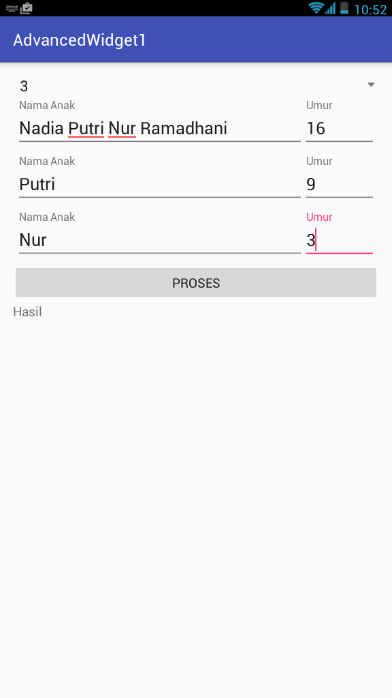 10:52
AdvancedWidget1
3
Nama Anak Umur
Nadia Putri Nur Ramadhani 16
Nama Anak Umur
Putri 9
Nama Anak Umur
Nur 3
PROSES
Hasil